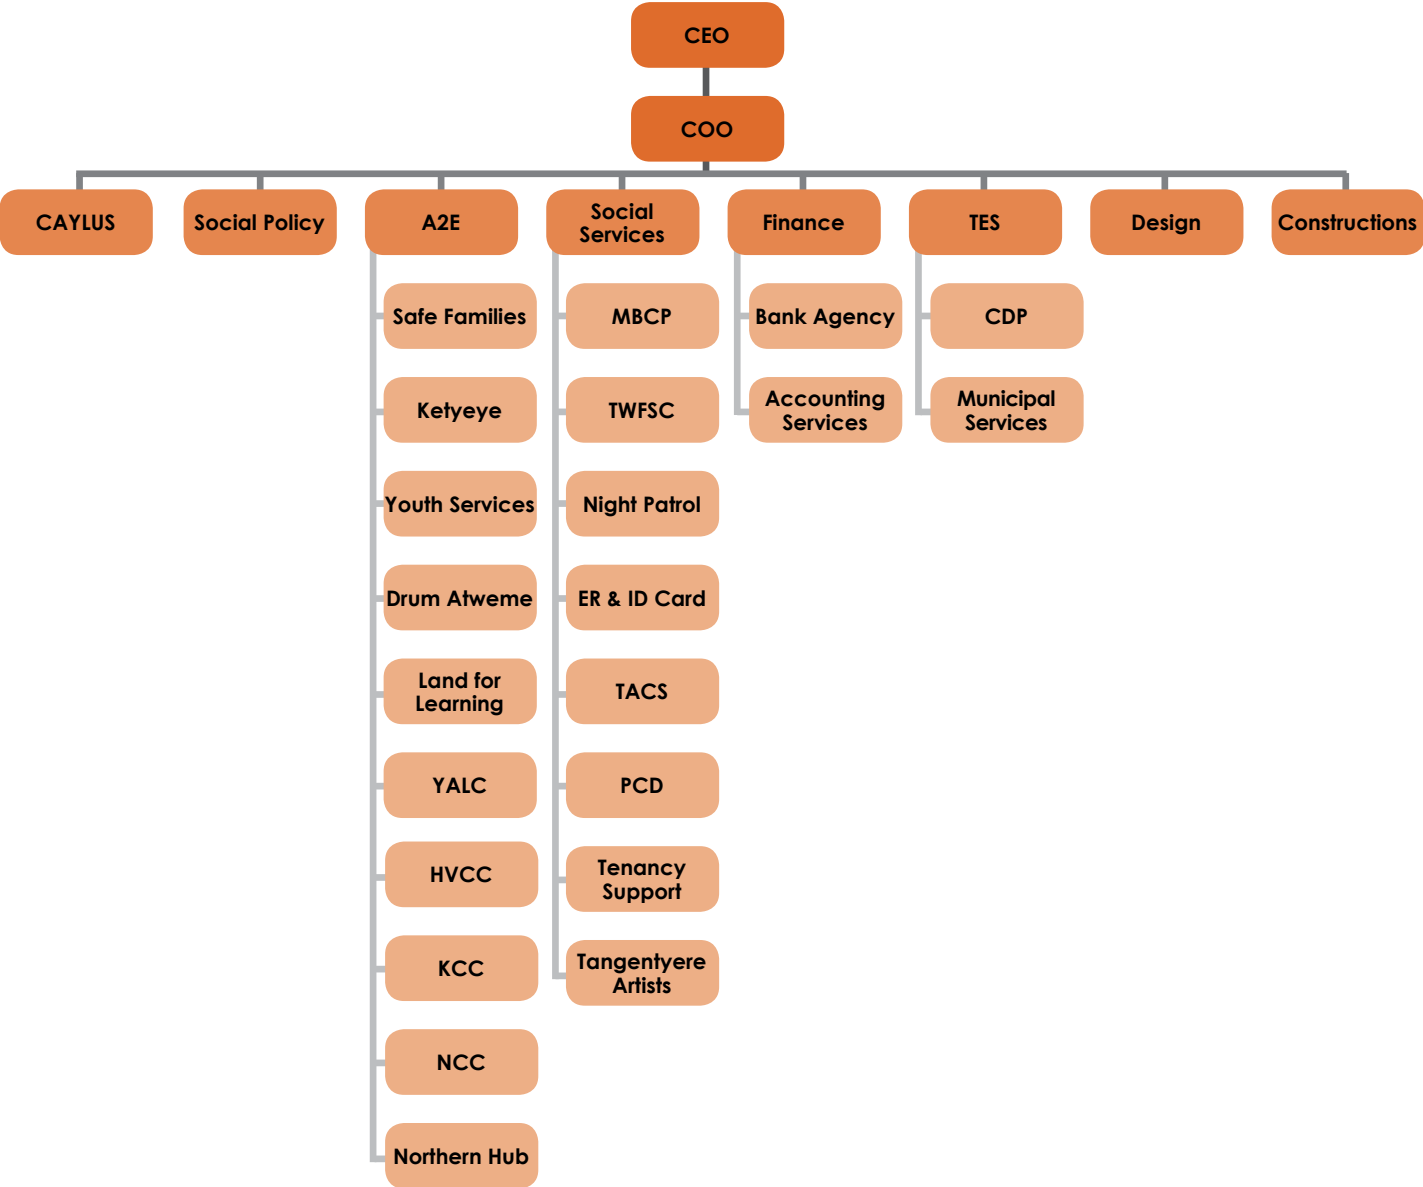 CEO
COO
CAYLUS
Social Policy
A2E
Social
Services
Finance
TES
Design
Constructions
Safe Families
Ketyeye
Youth Services
Drum Atweme
Land for
Learning
YALC
HVCC
KCC
NCC
Northern Hub
MBCP
TWFSC
Night Patrol
ER & ID Card
TACS
PCD
Tenancy
Support
Tangentyere
Artists
Bank Agency
Accounting
Services
CDP
Municipal
Services